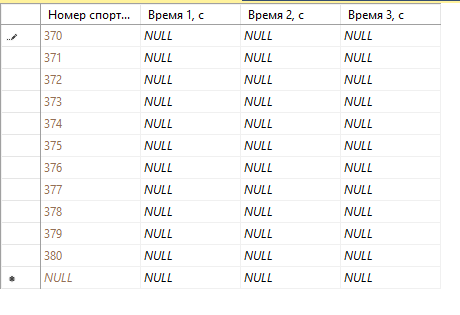 Номер спорт... Время 1, с Время 2, с Время 3, с
370 NULL NULL NULL
371 NULL NULL NULL
372 NULL NULL NULL
373 NULL NULL NULL
374 NULL NULL NULL
375 NULL NULL NULL
376 NULL NULL NULL
377 NULL NULL NULL
378 NULL NULL NULL
379 NULL NULL NULL
380 NULL NULL NULL
NULL NULL NULL NULL